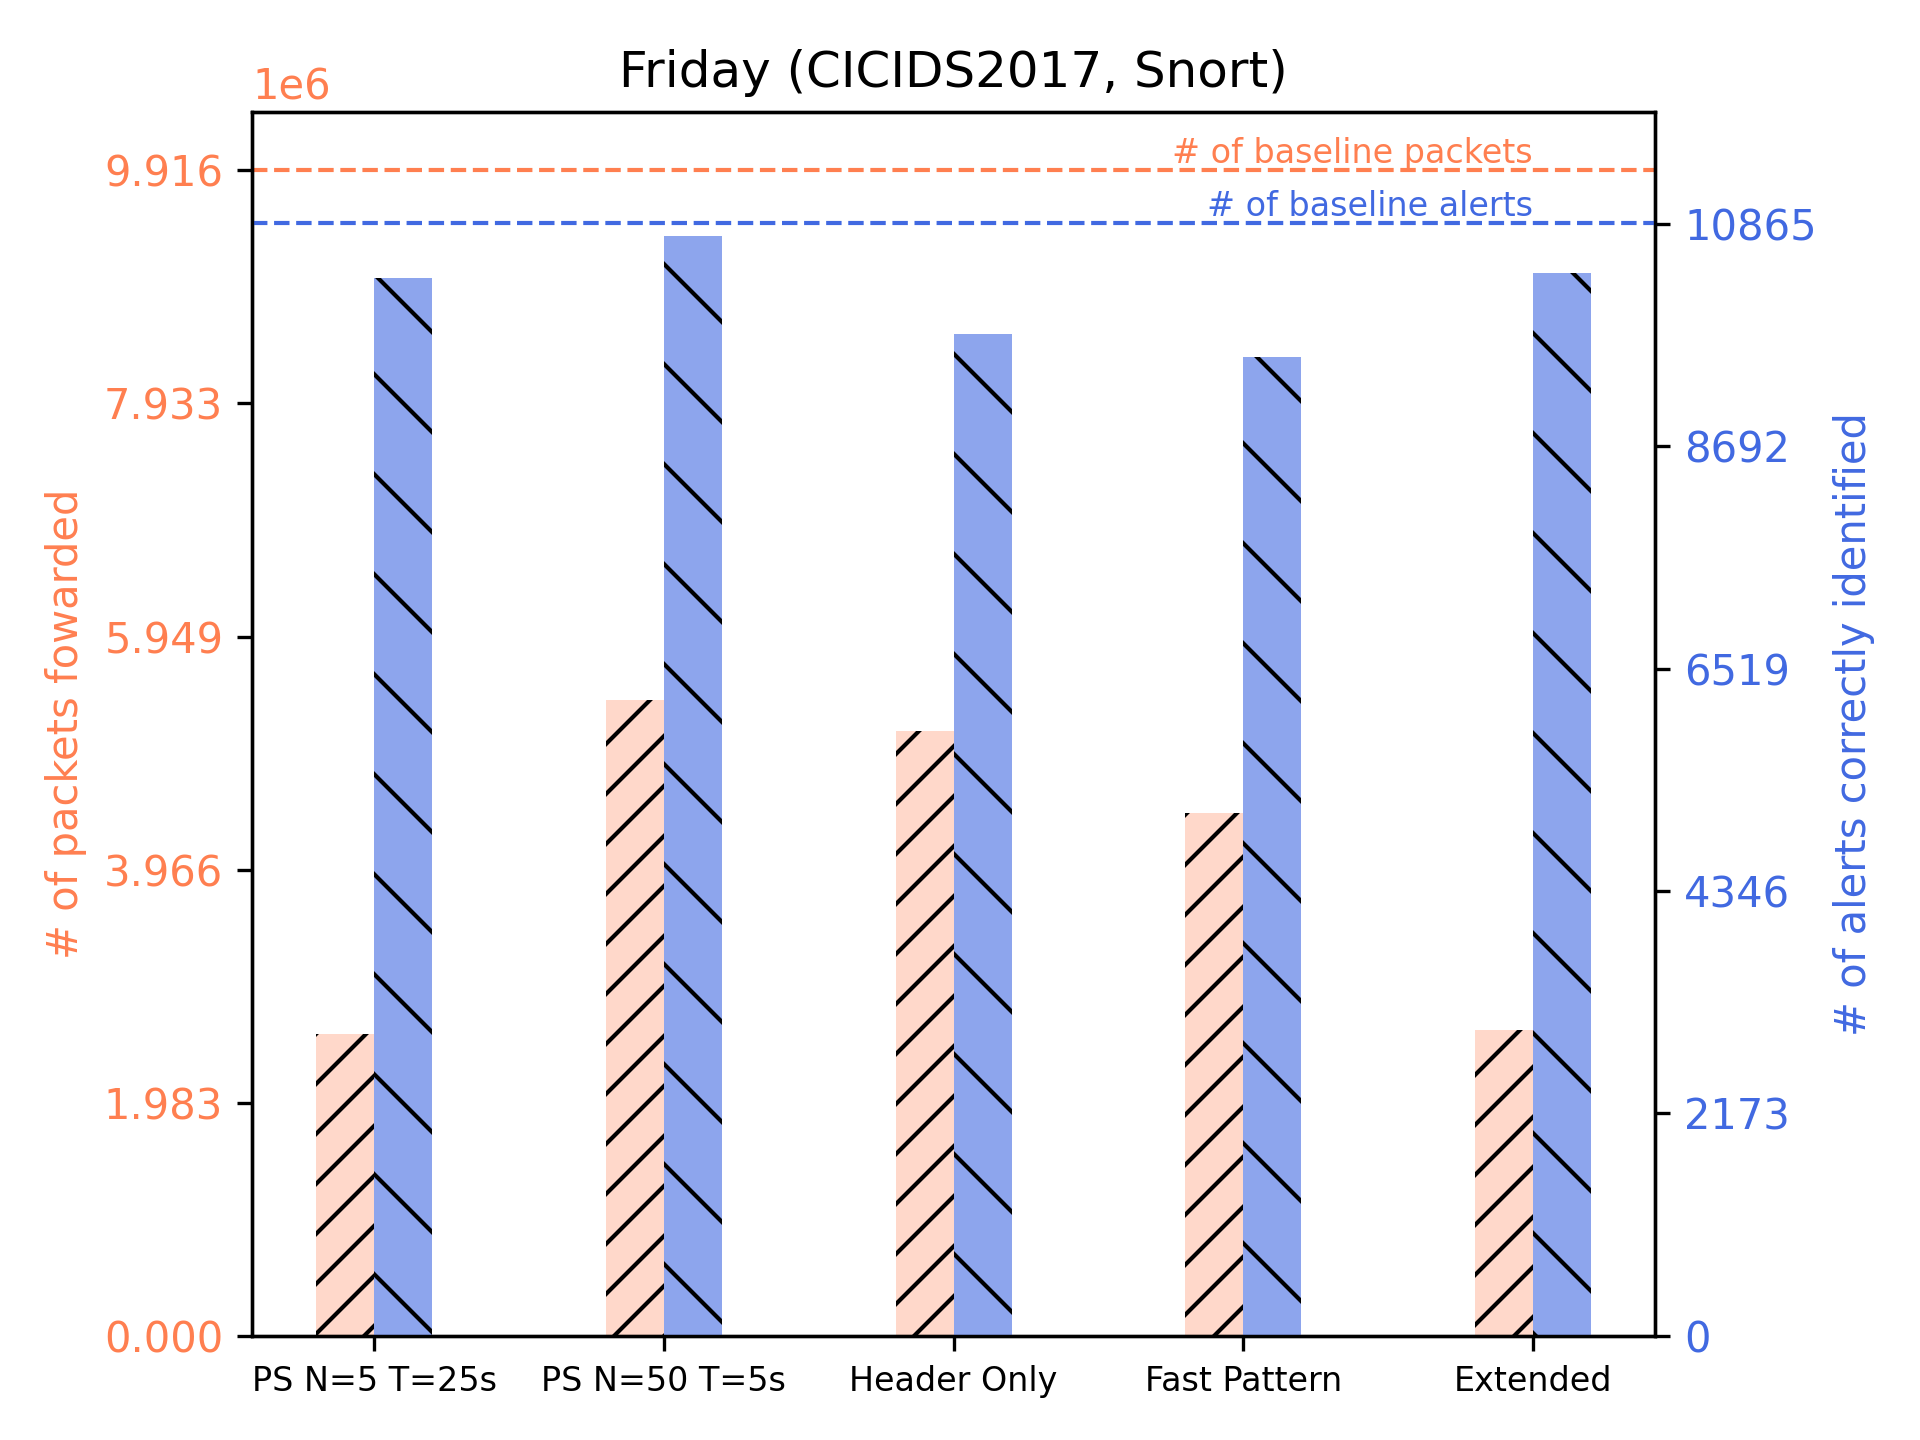 Friday (CICIDS2017, Snort)
1e6
# of baseline packets
# of baseline alerts
9.916
7.933
5.949
3.966
1.983
0.000
# of packets fowarded
10865
8692
6519
4346
2173
0
# of alerts correctly identified
PS N=5 T=25s
PS N=50 T=5s
Header Only
Fast Pattern
Extended